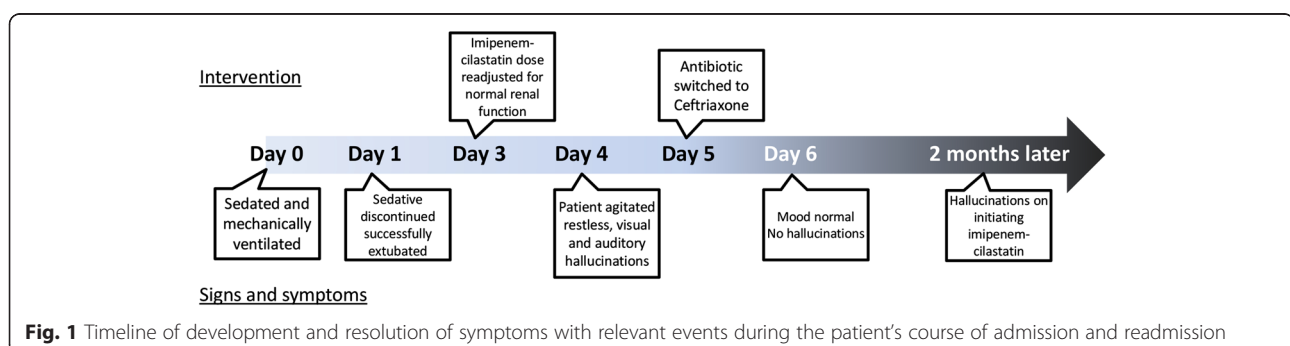 Imipenem-
cilastatin dose
readjusted for
normal renal
function
Intervention
Antibiotic
switched to
Ceftriaxone
Day 0 Day 1 Day 3 Day 4 Day 5 Day 6 2 months later
Sedated and
mechanically
ventilated
Sedative
discontinued
successfully
extubated
Patient agitated
restless, visual
and auditory
hallucinations
Mood normal
No hallucinations
Hallucinations on
initiating
imipenem-
cilastatin
Signs and symptoms
Fig. 1 Timeline of development and resolution of symptoms with relevant events during the patient's course of admission and readmission